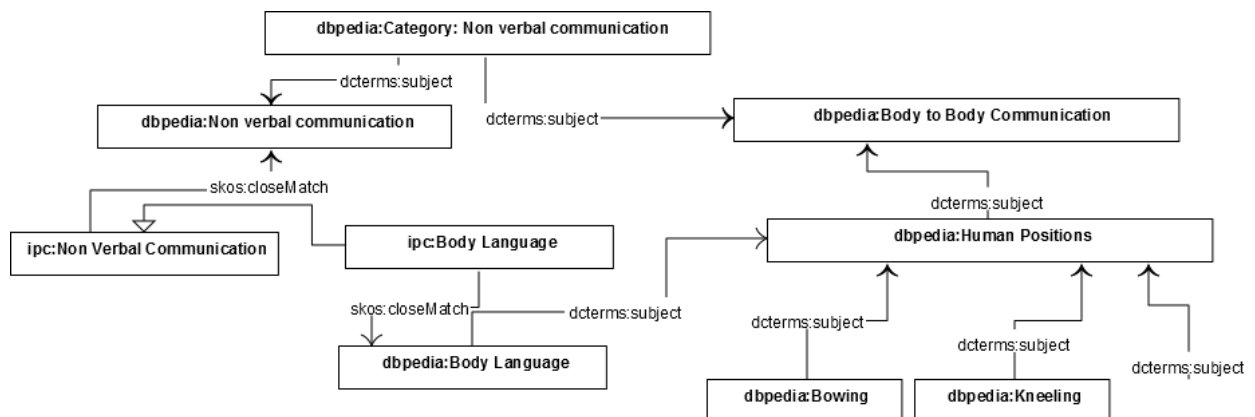 dbpedia:Category: Non verbal communication
dcterms:subject
dbpedia:Non verbal communication
dcterms:subject
dbpedia:Body to Body Communication
skos:closeMatch
dcterms:subject
ipc:Non Verbal Communication
ipc:Body Language
dbpedia:Human Positions
skos:closeMatch
dcterms:subject
dcterms:subject
dcterms:subject
dcterms:subject
dbpedia:Body Language
dbpedia:Bowing
dbpedia:Kneeling